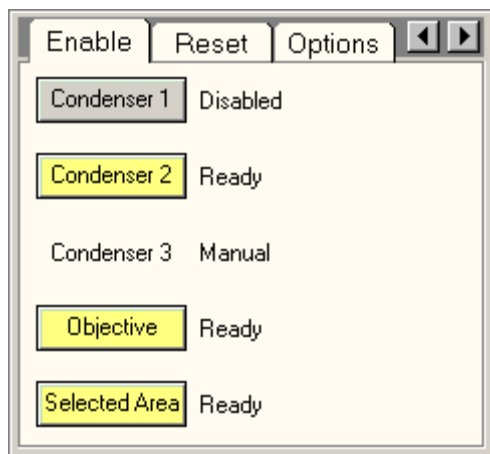 Enable Reset Options
Condenser 1 Disabled
Condenser 2 Ready
Condenser 3 Manual
Objective Ready
Selected Area Ready